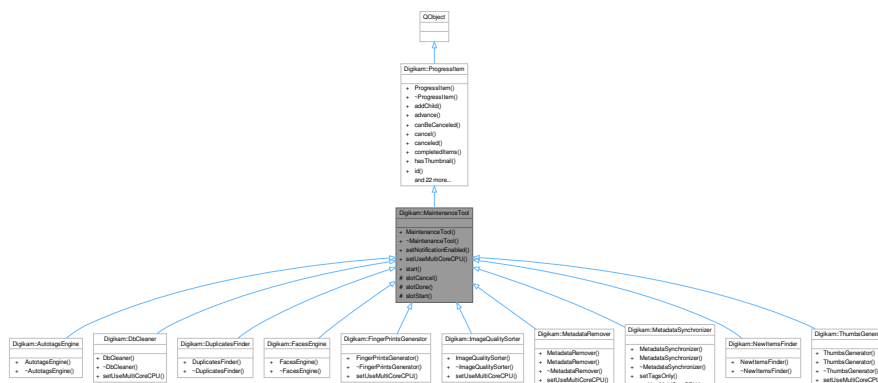 QObject
Digikam::ProgressItem
+ ProgressItem()
+ ~ProgressItem()
+ addChild()
+ advance()
+ canBeCanceled()
+ cancel()
+ canceled()
+ completedItems()
+ hasThumbnail()
+ id()
and 22 more...
Digikam::MaintenanceTool
+ MaintenanceTool()
+ ~MaintenanceTool()
+ setNotificationEnabled()
+ setUseMultiCoreCPU()
+ start()
# slotCancel()
# slotDone()
# slotStart()
Digikam::AutotagsEngine
+ AutotagsEngine()
+ ~AutotagsEngine()
Digikam::DbCleaner
+ DbCleaner()
+ ~DbCleaner()
+ setUseMultiCoreCPU()
Digikam::DuplicatesFinder
+ DuplicatesFinder()
+ ~DuplicatesFinder()
Digikam::FacesEngine
+ FacesEngine()
+ ~FacesEngine()
Digikam::FingerPrintsGenerator
+ FingerPrintsGenerator()
+ ~FingerPrintsGenerator()
+ setUseMultiCoreCPU()
Digikam::ImageQualitySorter
+ ImageQualitySorter()
+ ~ImageQualitySorter()
+ setUseMultiCoreCPU()
Digikam::MetadataRemover
+ MetadataRemover()
+ MetadataRemover()
+ ~MetadataRemover()
+ setUseMultiCoreCPU()
Digikam::MetadataSynchronizer
+ MetadataSynchronizer()
+ MetadataSynchronizer()
+ ~MetadataSynchronizer()
+ setTagsOnly()
Digikam::NewItemsFinder
+ NewItemsFinder()
+ ~NewItemsFinder()
Digikam::ThumbsGenerat
+ ThumbsGenerator()
+ ThumbsGenerator()
+ ~ThumbsGenerator()
+ setUseMultiCoreCPU